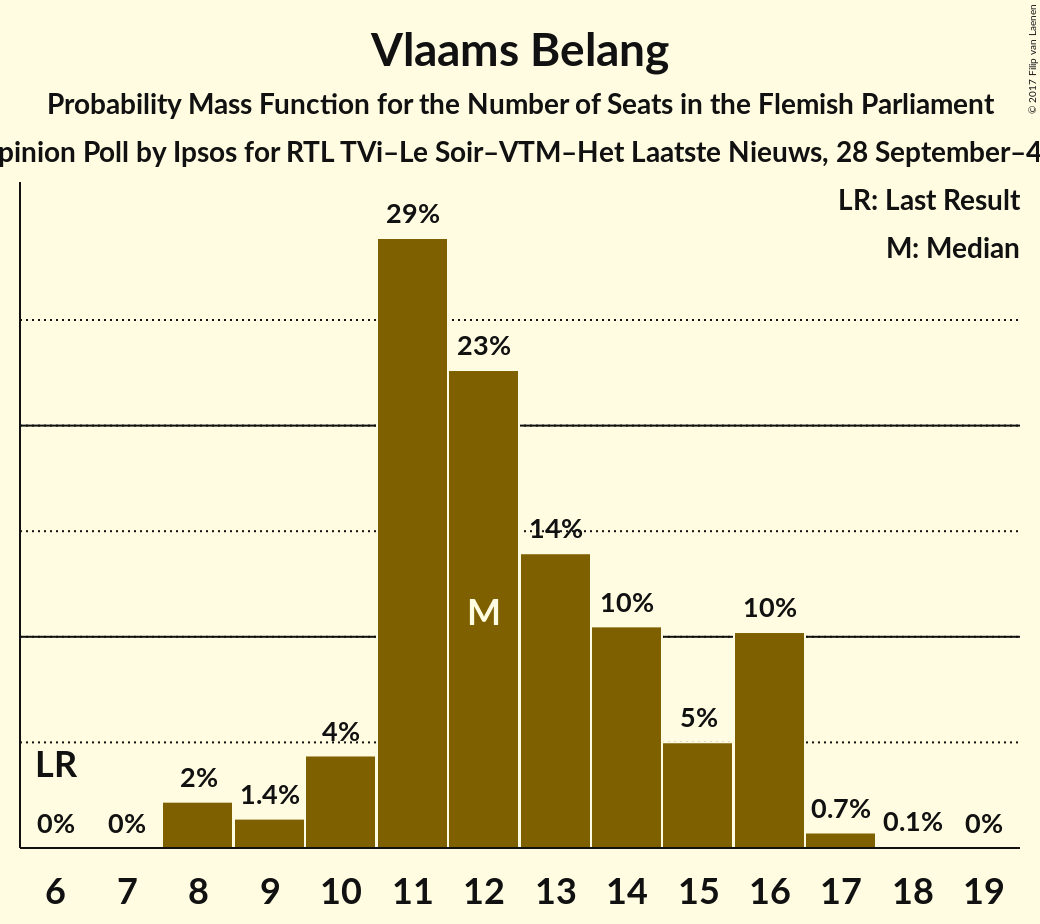 Vlaams Belang
Probability Mass Function for the Number of Seats in the Flemish Parliament
pinion Poll by Ipsos for RTL TVi–Le Soir–VTM–Het Laatste Nieuws, 28 September–4
© 2017 Filip van Laenen
LR: Last Result
M: Median
29%
23%
14%
10%
10%
5%
4%
2%
1.4%
0.7%
0.1%
0%
0%
0%
LR
M
6 7 8 9 10 11 12 13 14 15 16 17 18 19